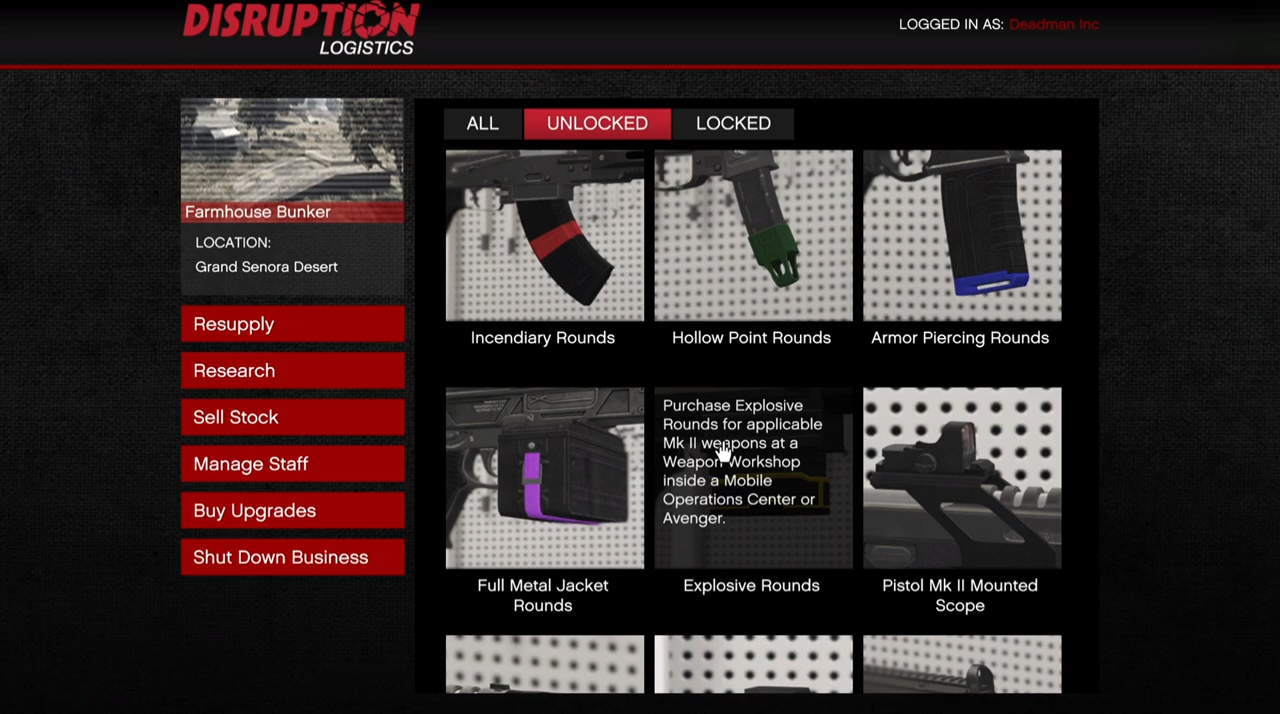 DISRUPTION
LOGISTICS
LOGGED IN AS: Deadman Inc
Farmhouse Bunker
LOCATION:
Grand Senora Desert
Resupply
Research
Sell Stock
Manage Staff
Buy Upgrades
Shut Down Business
ALL
UNLOCKED
LOCKED
Incendiary Rounds
Hollow Point Rounds
Armor Piercing Rounds
Full Metal Jacket
Rounds
Purchase Explosive
Rounds for applicable
Mk II weapons at a
Weapon Workshop
inside a Mobile
Operations Center or
Avenger.
Explosive Rounds
Pistol Mk II Mounted
Scope